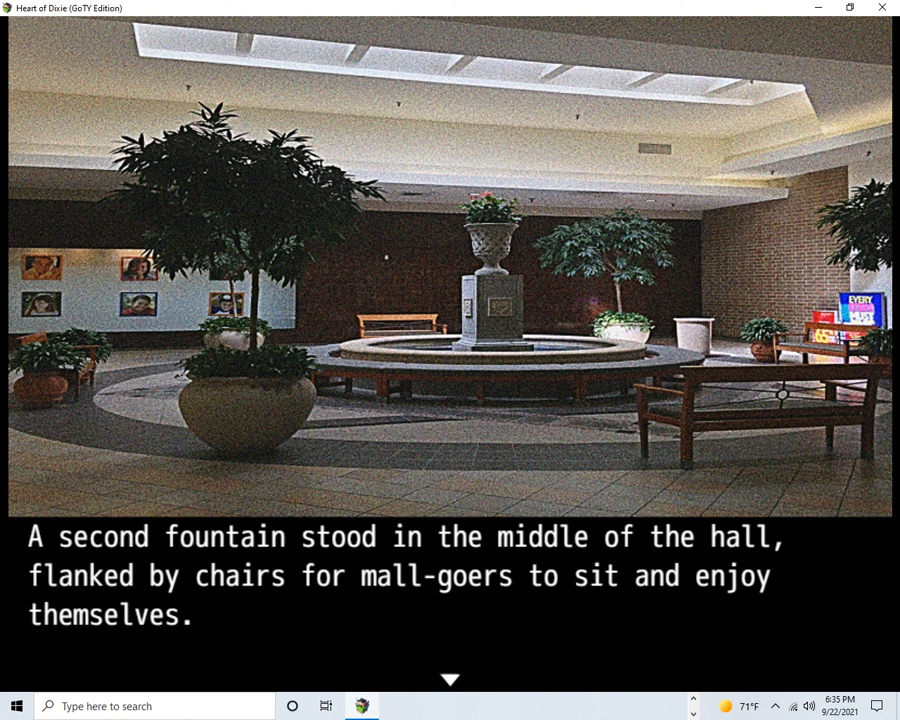 Heart of Dixie (GoTY Edition)
EVERY
MUST
A second fountain stood in the middle of the hall,
flanked by chairs for mall-goers to sit and enjoy
themselves.
Type here to search
71°F
6:35 PM
9/22/2021